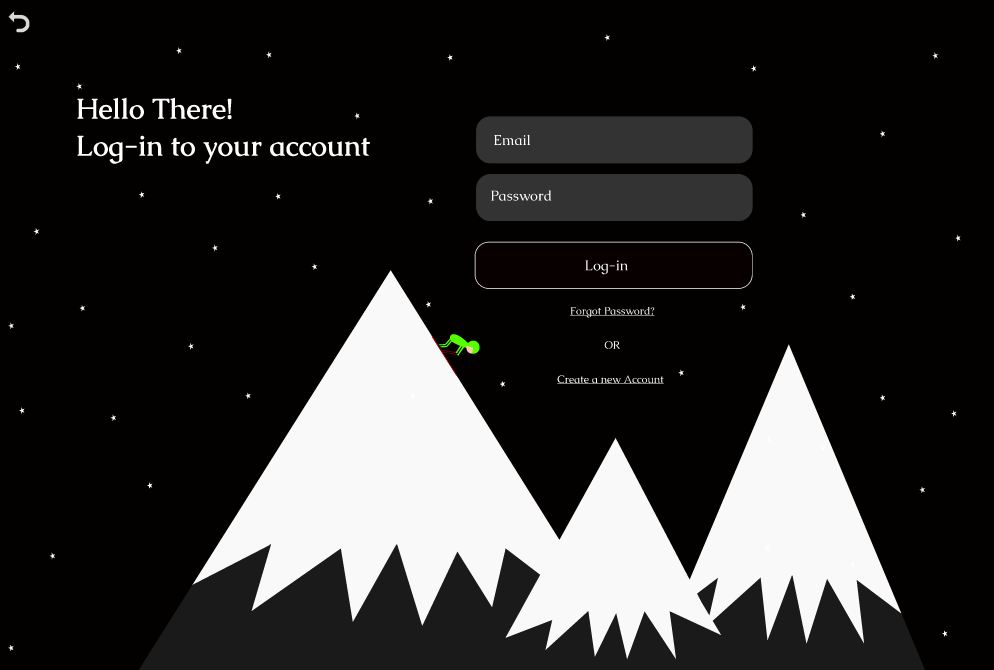 Hello There!
Log-in to your account
Email
Password
Log-in
Forgot Password?
OR
Create a new Account